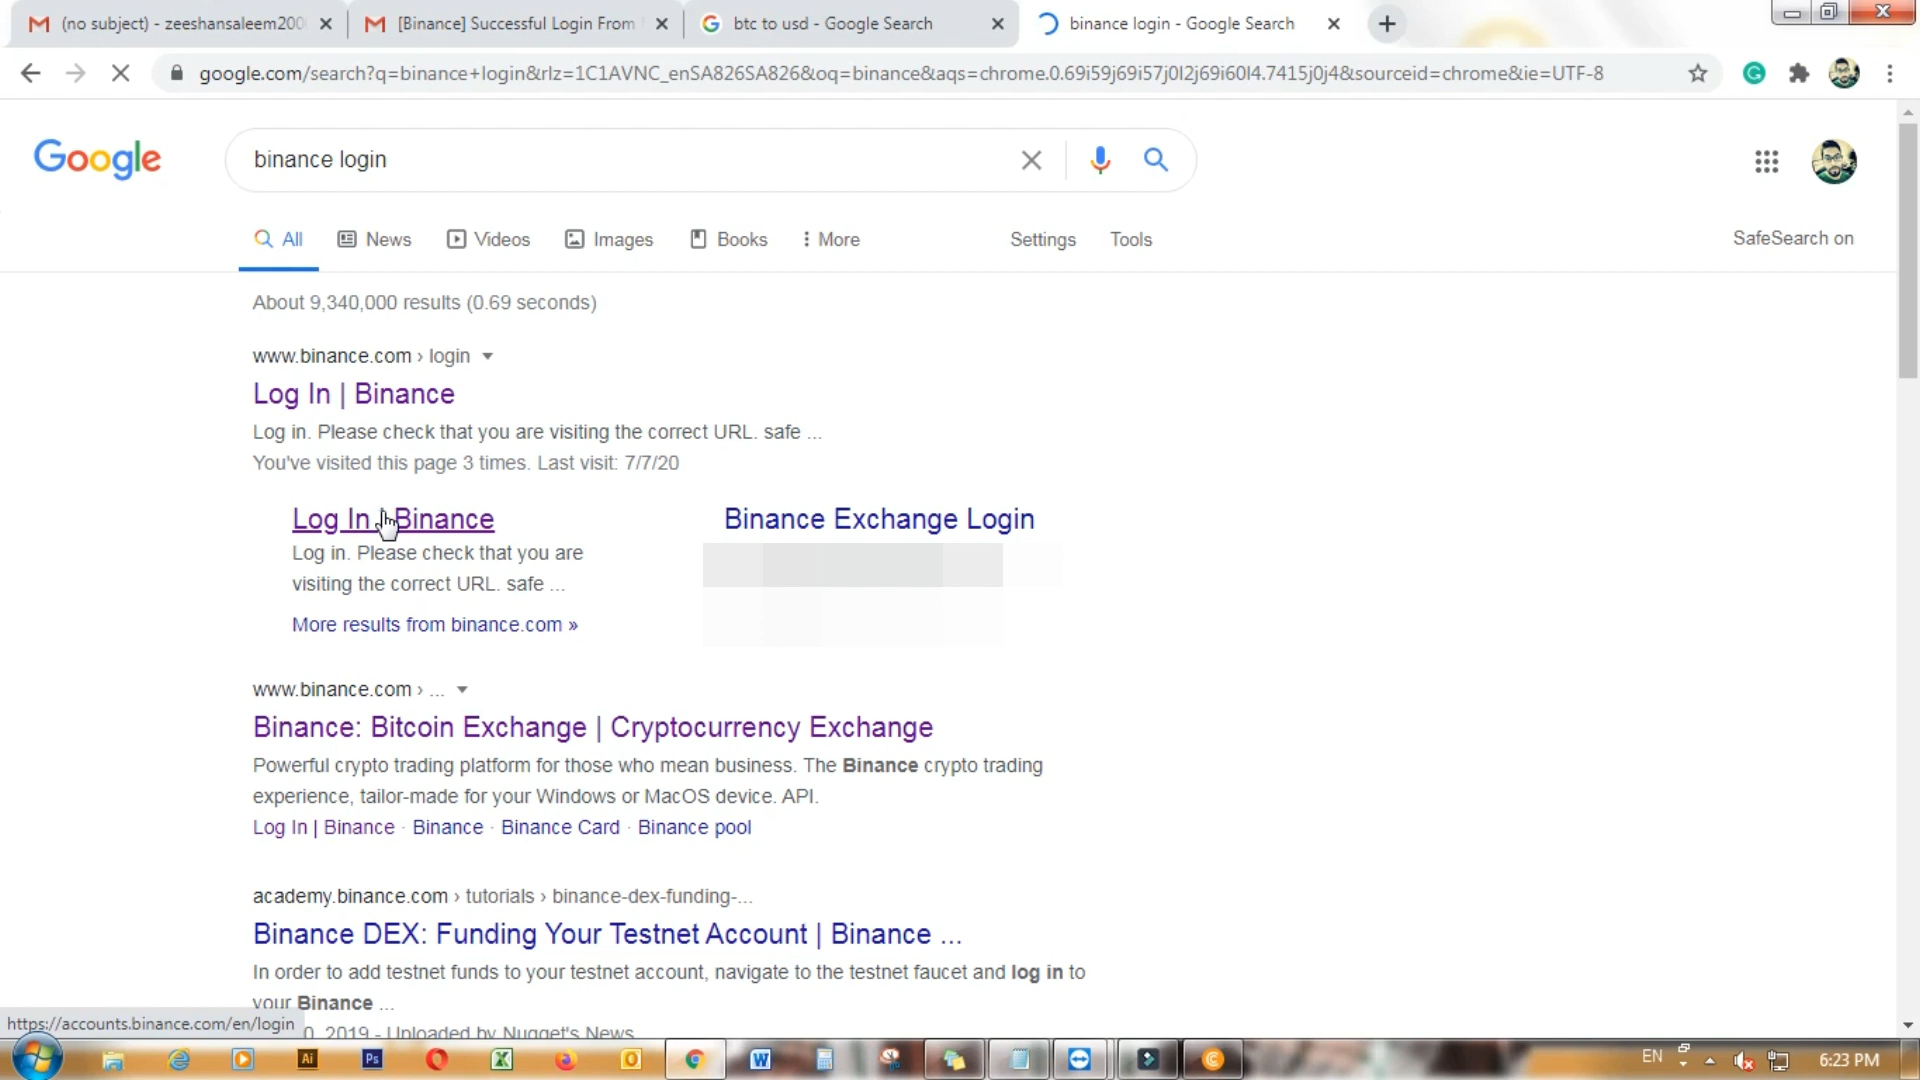 (no subject) - zeeshansaleem200
[Binance] Successful Login From
btc to usd - Google Search
binance login - Google Search
google.com/search?q=binance+login&rlz=1C1AVNC_enSA826SA826&oq=binance&aqs=chrome.0.69i59j69i57j0l2j69i60l4.7415j0j4&sourceid=chrome&ie=UTF-8
Google
binance login
All
News
Videos
Images
Books
More
Settings
Tools
SafeSearch on
About 9,340,000 results (0.69 seconds)
www.binance.com › login
Log In | Binance
Log in. Please check that you are visiting the correct URL. safe ...
You've visited this page 3 times. Last visit: 7/7/20
Log In | Binance
Log in. Please check that you are
visiting the correct URL. safe ...
More results from binance.com »
Binance Exchange Login
www.binance.com › ...
Binance: Bitcoin Exchange | Cryptocurrency Exchange
Powerful crypto trading platform for those who mean business. The Binance crypto trading
experience, tailor-made for your Windows or MacOS device. API.
Log In | Binance · Binance · Binance Card · Binance pool
academy.binance.com › tutorials › binance-dex-funding-...
Binance DEX: Funding Your Testnet Account | Binance ...
In order to add testnet funds to your testnet account, navigate to the testnet faucet and log in to
your Binance ...
0, 2019 - Uploaded by Nugget's News
https://accounts.binance.com/en/login
Ai
Ps
EN
6:23 PM